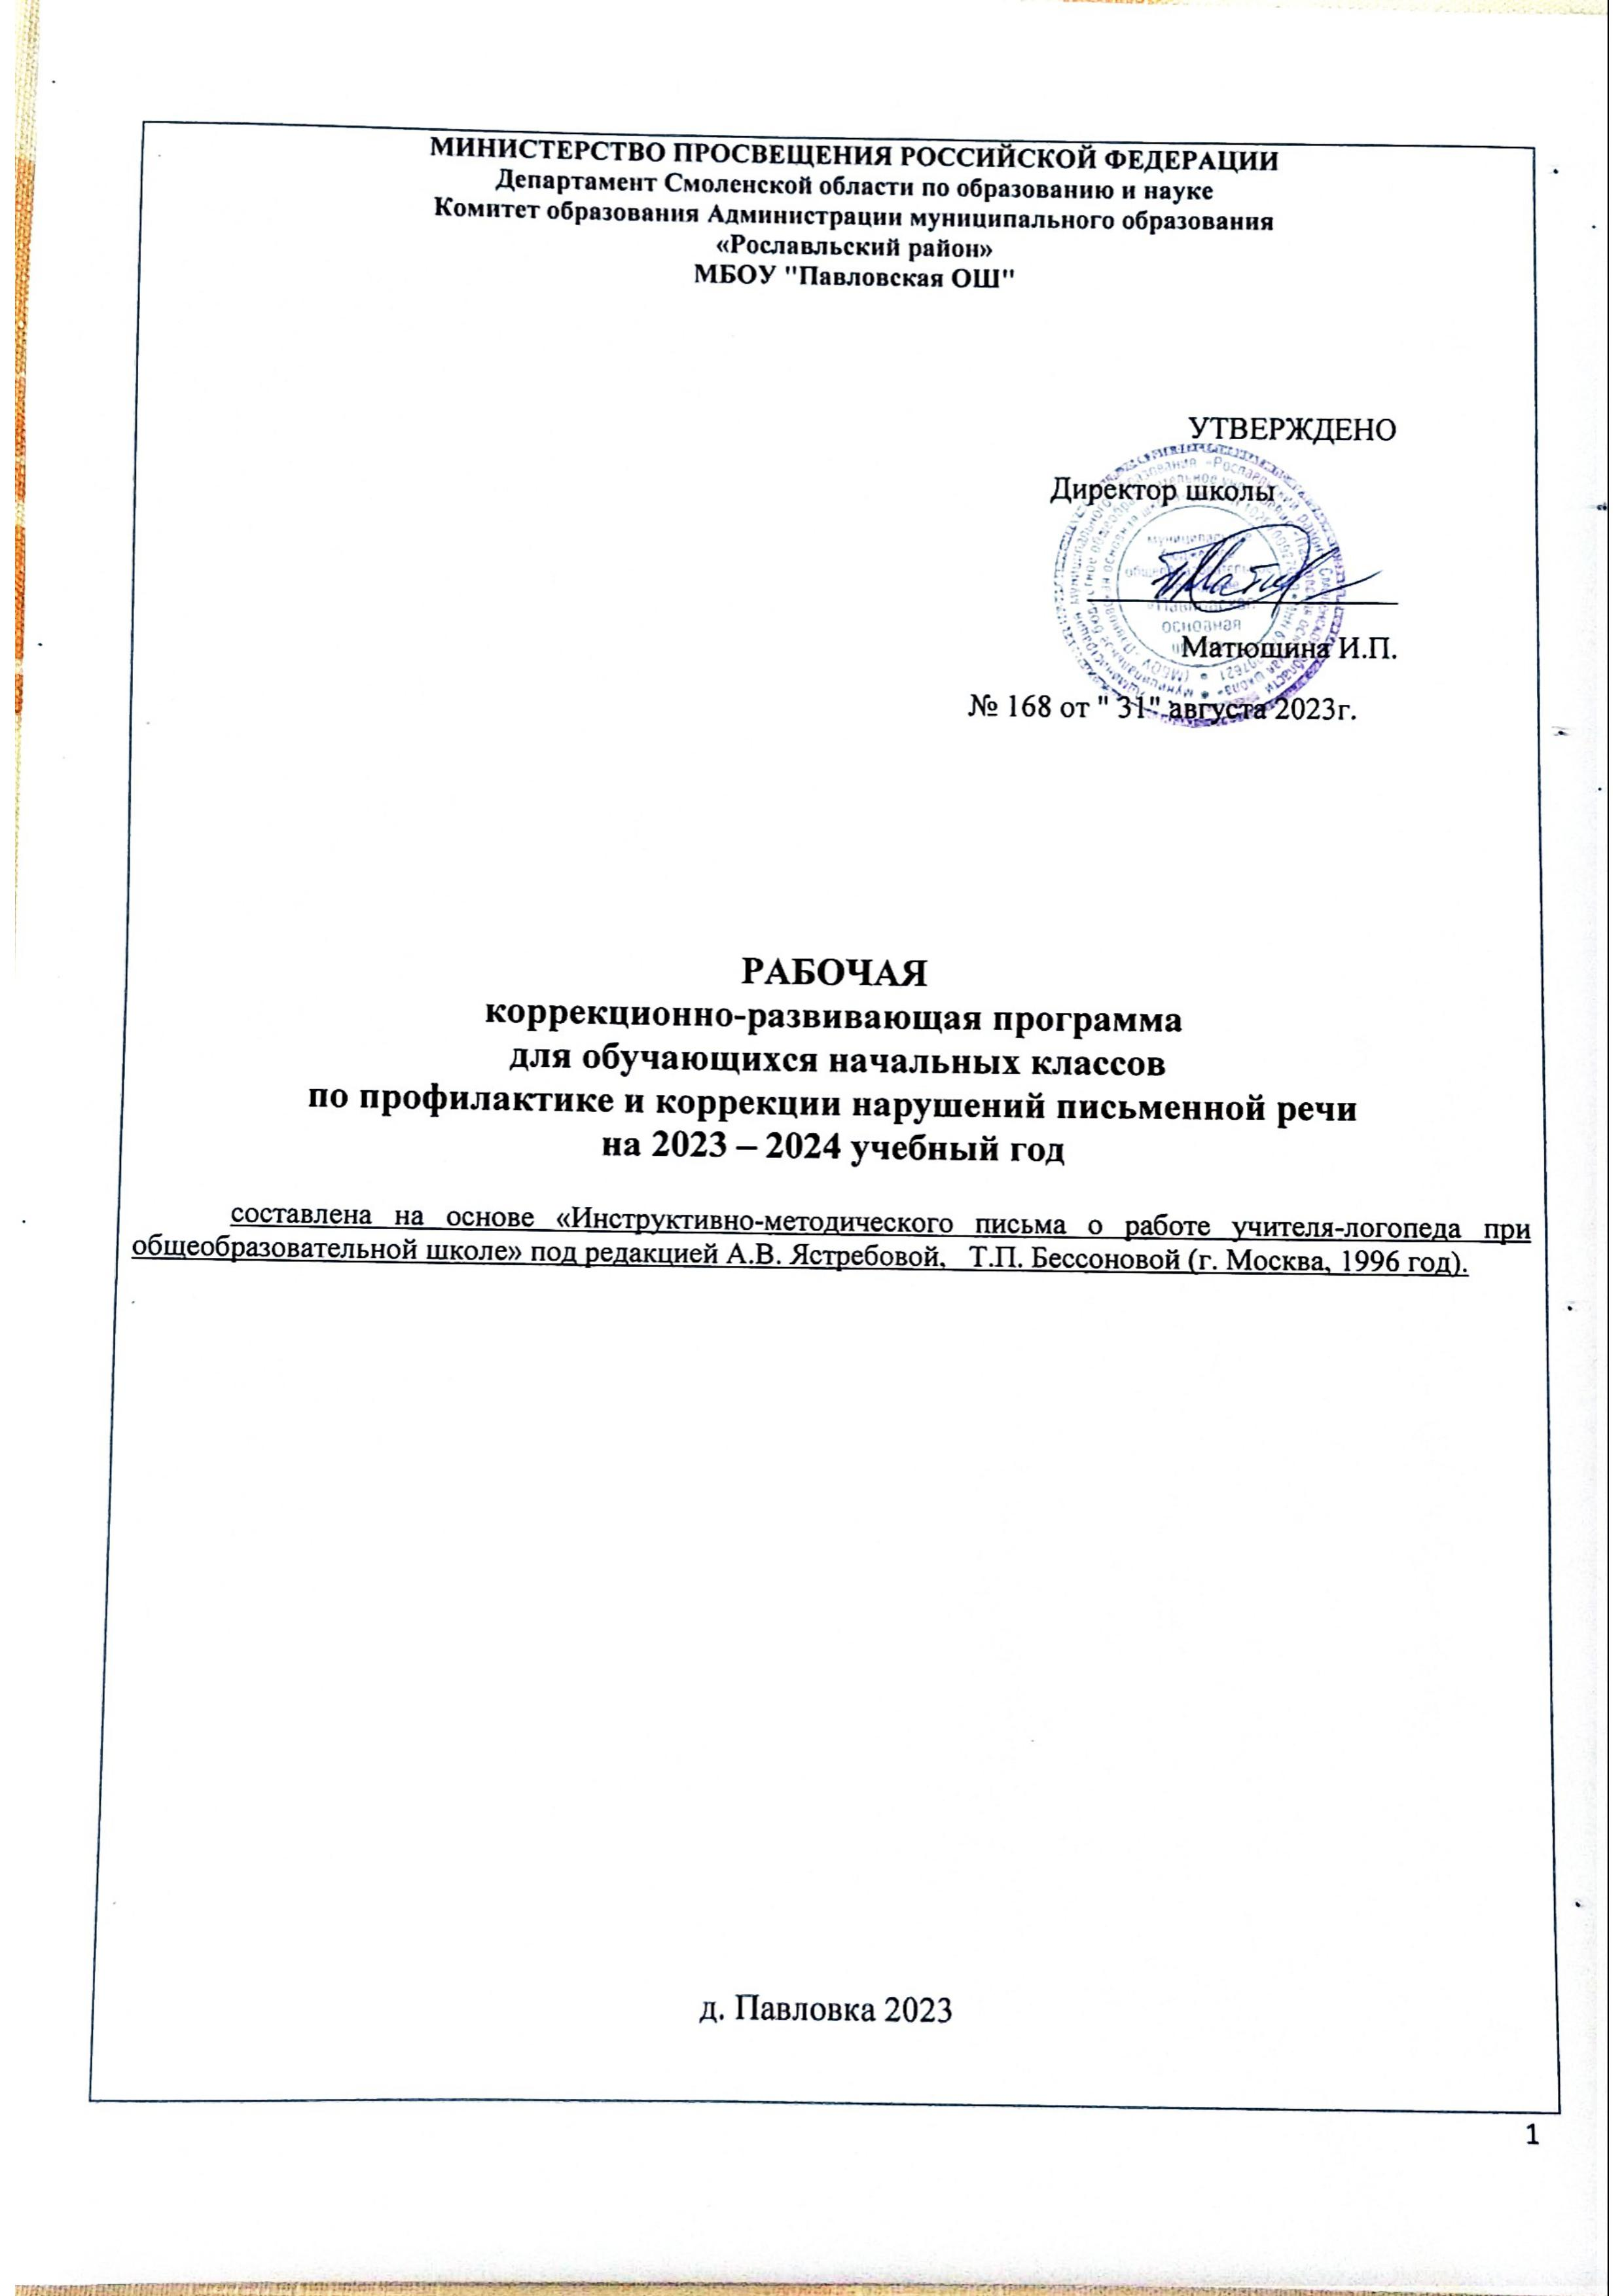 МИНИСТЕРСТВО ПРОСВЕЩЕНИЯ РОССИЙСКОЙ ФЕДЕРАЦИИ
Департамент Смоленской области по образованию и науке
Комитет образования Администрации муниципального образования
«Рославльский район»
МБОУ "Павловская ОШ"
УТВЕРЖДЕНО
Директор школы
муниципальное
основная
Матюшина И.П.
№ 168 от " 31" августа 2023г.
РАБОЧАЯ
коррекционно-развивающая программа
для обучающихся начальных классов
по профилактике и коррекции нарушений письменной речи
на 2023 – 2024 учебный год
составлена на основе «Инструктивно-методического письма о работе учителя-логопеда при
общеобразовательной школе» под редакцией А.В. Ястребовой, Т.П. Бессоновой (г. Москва, 1996 год).
д. Павловка 2023
1